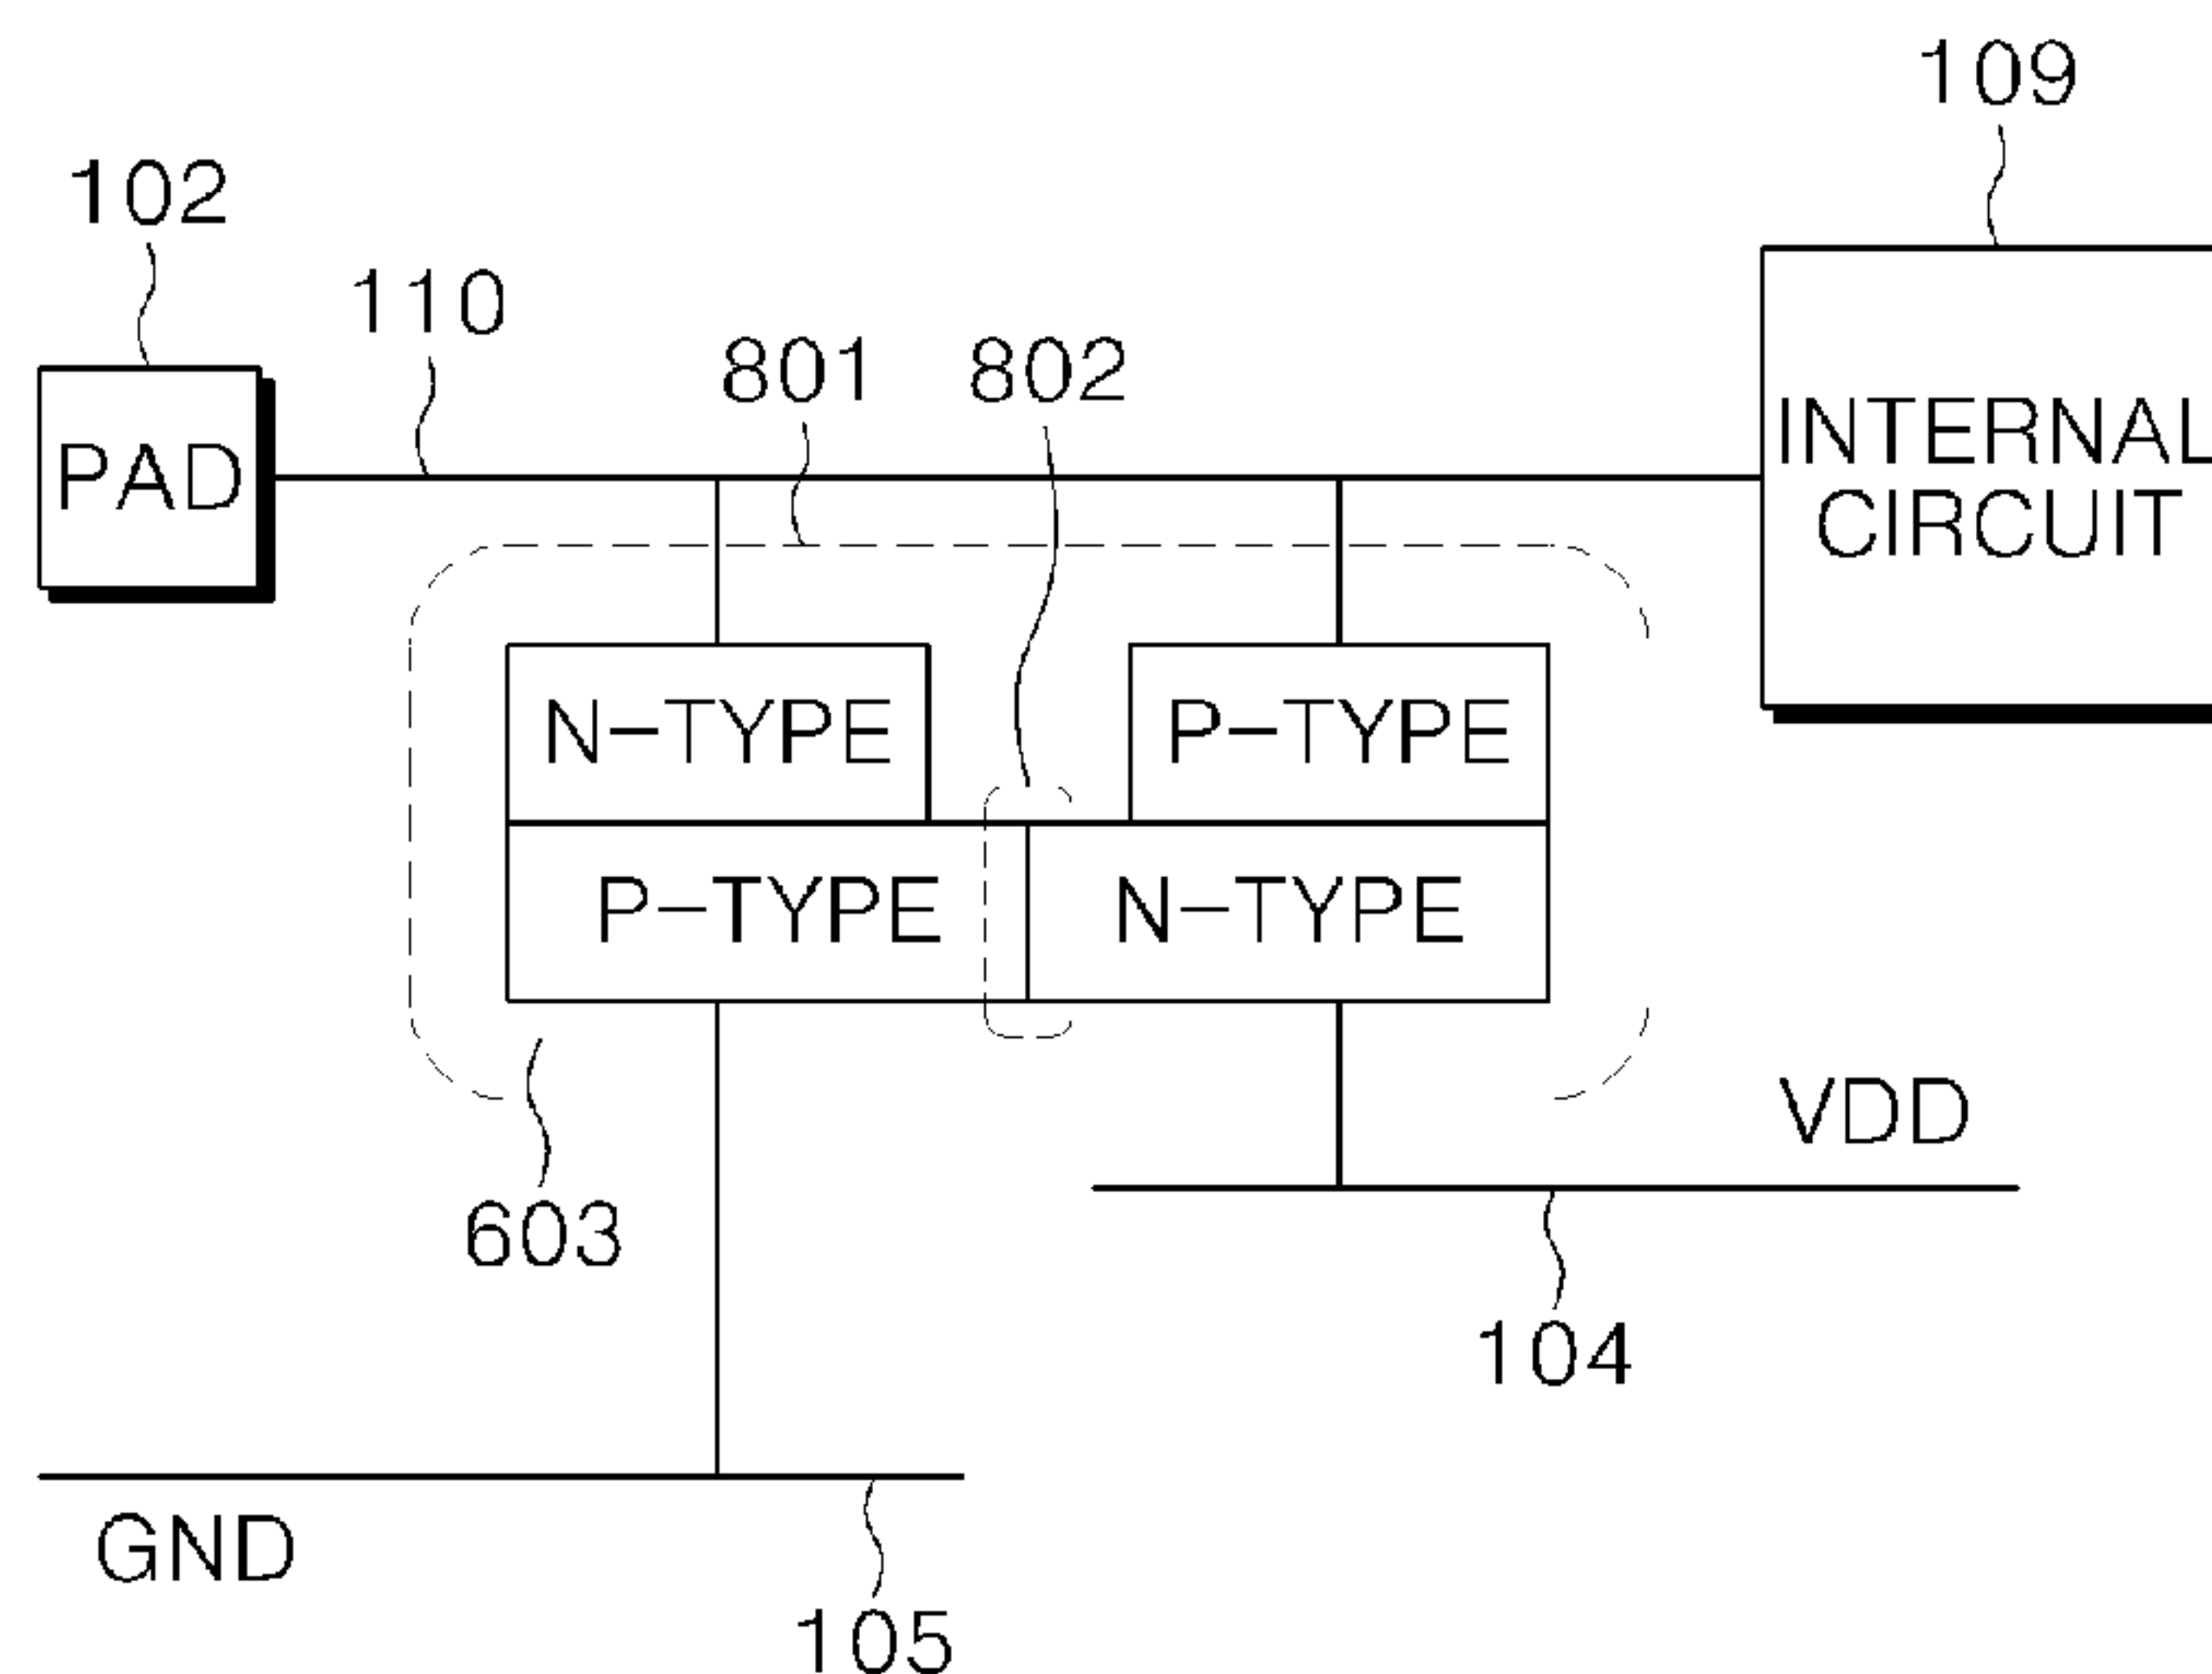 109
102
110
801 802
PAD
INTERNAL
CIRCUIT
N-TYPE P-TYPE
P-TYPE N-TYPE
VDD
603
104
GND
105